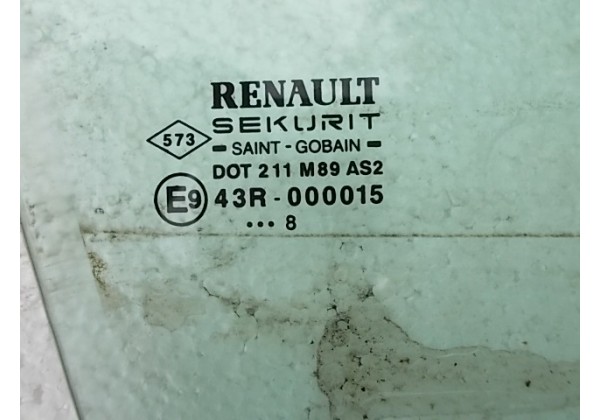 RENAULT
SEKURIT
573
SAINT - GOBAIN
DOT 211 M89 AS2
E9 43R - 000015
... 8